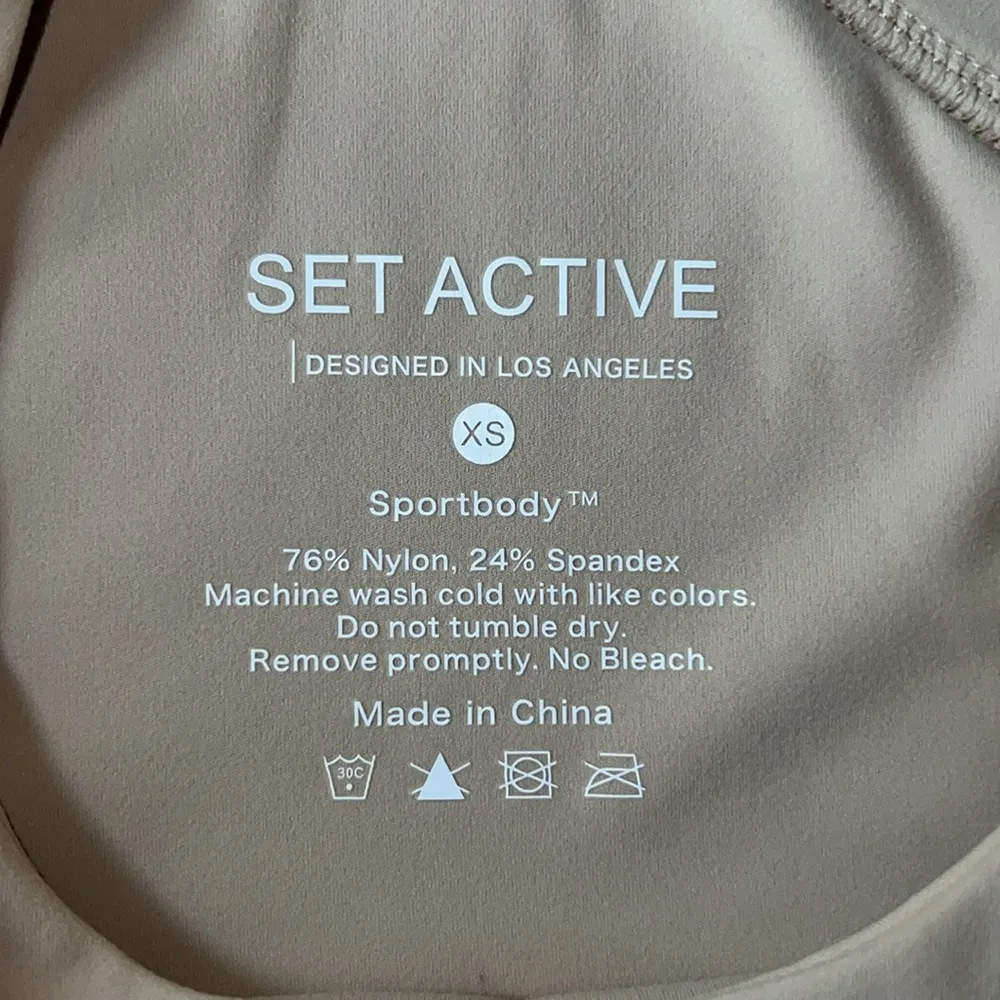 SET ACTIVE
DESIGNED IN LOS ANGELES
XS
Sportbody™
76% Nylon, 24% Spandex
Machine wash cold with like colors.
Do not tumble dry.
Remove promptly. No Bleach.
Made in China
30C